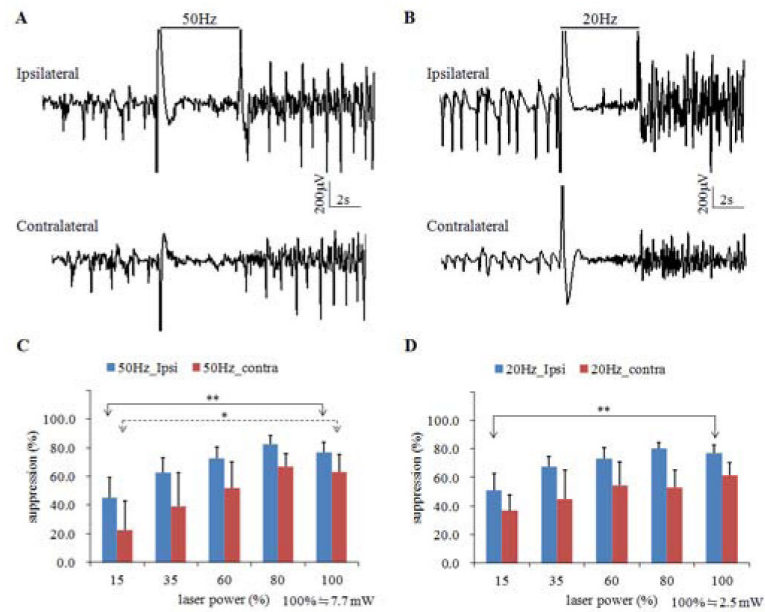 A
50Hz
Ipsilateral
200μV
2s
Contralateral
B
20Hz
Ipsilateral
200μV
2s
Contralateral
C
50Hz_Ipsi 50Hz_contra
**
*
suppression (%)
100.0
80.0
60.0
40.0
20.0
0.0
15 35 60 80 100
laser power (%) 100%≒7.7mW
D
20Hz_Ipsi 20Hz_contra
**
suppression (%)
100.0
80.0
60.0
40.0
20.0
0.0
15 35 60 80 100
laser power (%) 100%≒2.5mW